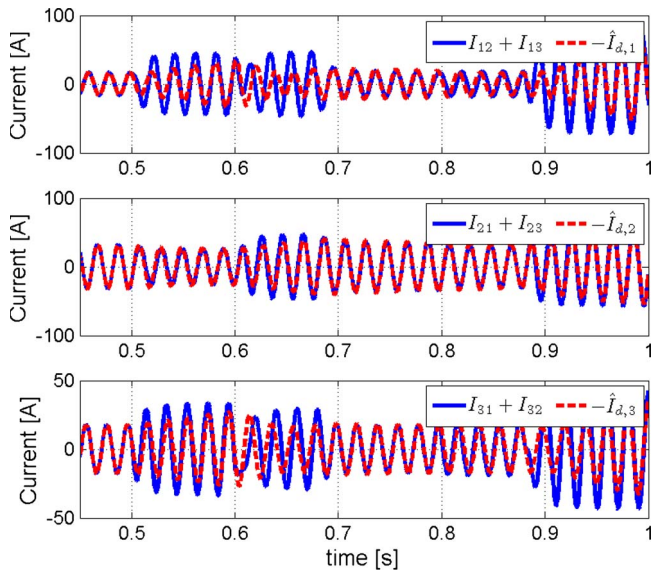 100
I12 + I13 −Îd,1
Current [A]
0
-100
0.5 0.6 0.7 0.8 0.9 1
100
I21 + I23 −Îd,2
Current [A]
0
-100
0.5 0.6 0.7 0.8 0.9 1
50
I31 + I32 −Îd,3
Current [A]
0
-50
0.5 0.6 0.7 0.8 0.9 1
time [s]